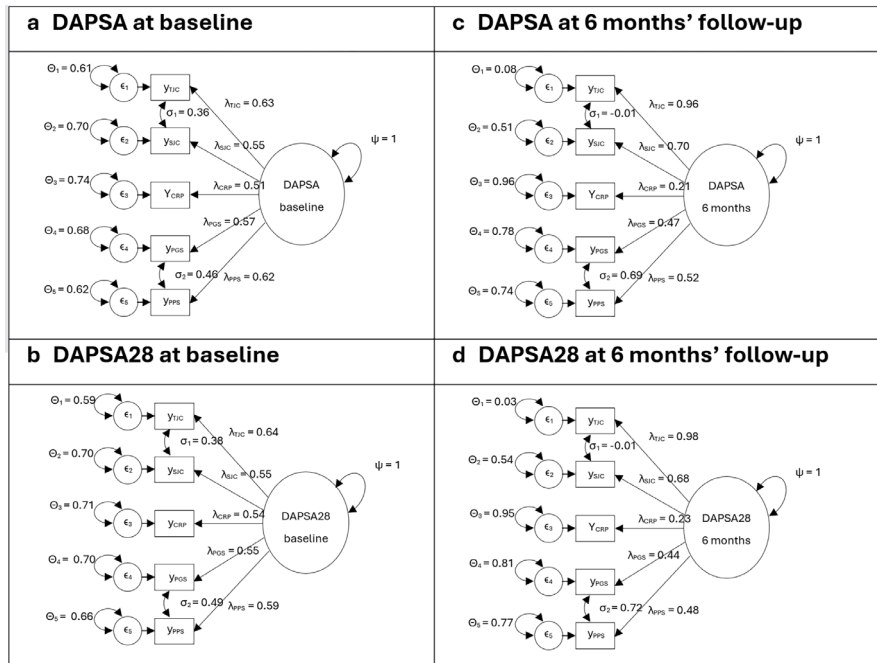 a DAPSA at baseline
Θ₁ = 0.61
ϵ₁
yTJC
λTJC = 0.63
σ₁ = 0.36
ψ = 1
Θ₂ = 0.70
ϵ₂
ySJC
λSJC = 0.55
Θ₃ = 0.74
ϵ₃
YCRP
λCRP = 0.51
DAPSA
baseline
Θ₄ = 0.68
ϵ₄
yPGS
λPGS = 0.57
σ₂ = 0.46
λPPS = 0.62
Θ₅ = 0.62
ϵ₅
yPPS
c DAPSA at 6 months’ follow-up
Θ₁ = 0.08
ϵ₁
yTJC
λTJC = 0.96
σ₁ = -0.01
ψ = 1
Θ₂ = 0.51
ϵ₂
ySJC
λSJC = 0.70
Θ₃ = 0.96
ϵ₃
YCRP
λCRP = 0.21
DAPSA
6 months
Θ₄ = 0.78
ϵ₄
yPGS
λPGS = 0.47
σ₂ = 0.69
λPPS = 0.52
Θ₅ = 0.74
ϵ₅
yPPS
b DAPSA28 at baseline
Θ₁ = 0.59
ϵ₁
yTJC
λTJC = 0.64
σ₁ = 0.38
ψ = 1
Θ₂ = 0.70
ϵ₂
ySJC
λSJC = 0.55
Θ₃ = 0.71
ϵ₃
yCRP
λCRP = 0.54
DAPSA28
baseline
Θ₄ = 0.70
ϵ₄
yPGS
λPGS = 0.55
σ₂ = 0.49
λPPS = 0.59
Θ₅ = 0.66
ϵ₅
yPPS
d DAPSA28 at 6 months’ follow-up
Θ₁ = 0.03
ϵ₁
yTJC
λTJC = 0.98
σ₁ = -0.01
ψ = 1
Θ₂ = 0.54
ϵ₂
ySJC
λSJC = 0.68
Θ₃ = 0.95
ϵ₃
YCRP
λCRP = 0.23
DAPSA28
6 months
Θ₄ = 0.81
ϵ₄
yPGS
λPGS = 0.44
σ₂ = 0.72
λPPS = 0.48
Θ₅ = 0.77
ϵ₅
yPPS